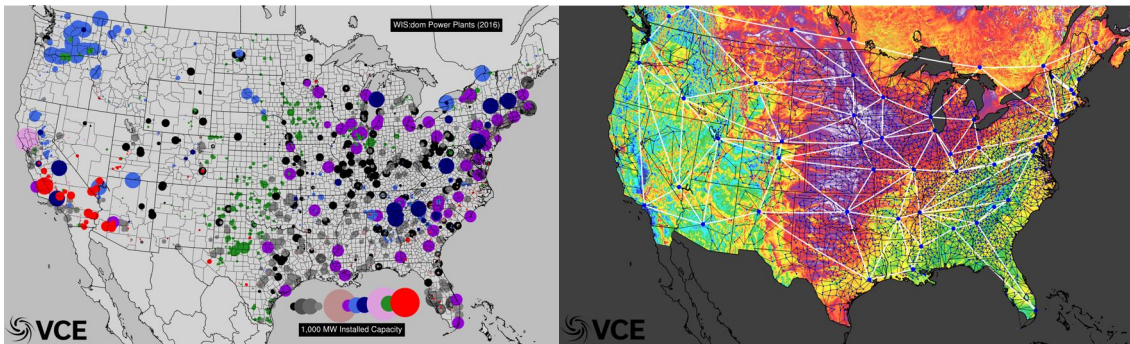 WIS:dom Power Plants (2016)
1,000 MW Installed Capacity
VCE
VCE